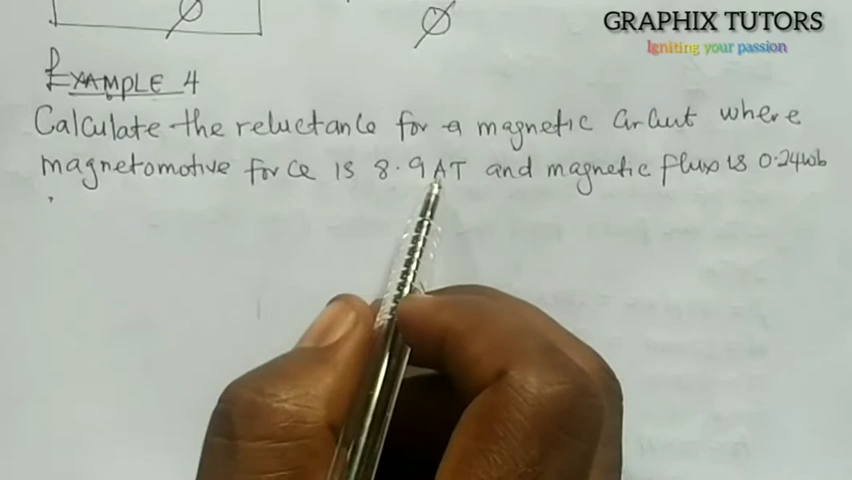 GRAPHIX TUTORS
Igniting your passion
Ø Ø
EXAMPLE 4
Calculate the reluctance for a magnetic circuit where
magnetomotive force is 8.9AT and magnetic flux is 0.24wb